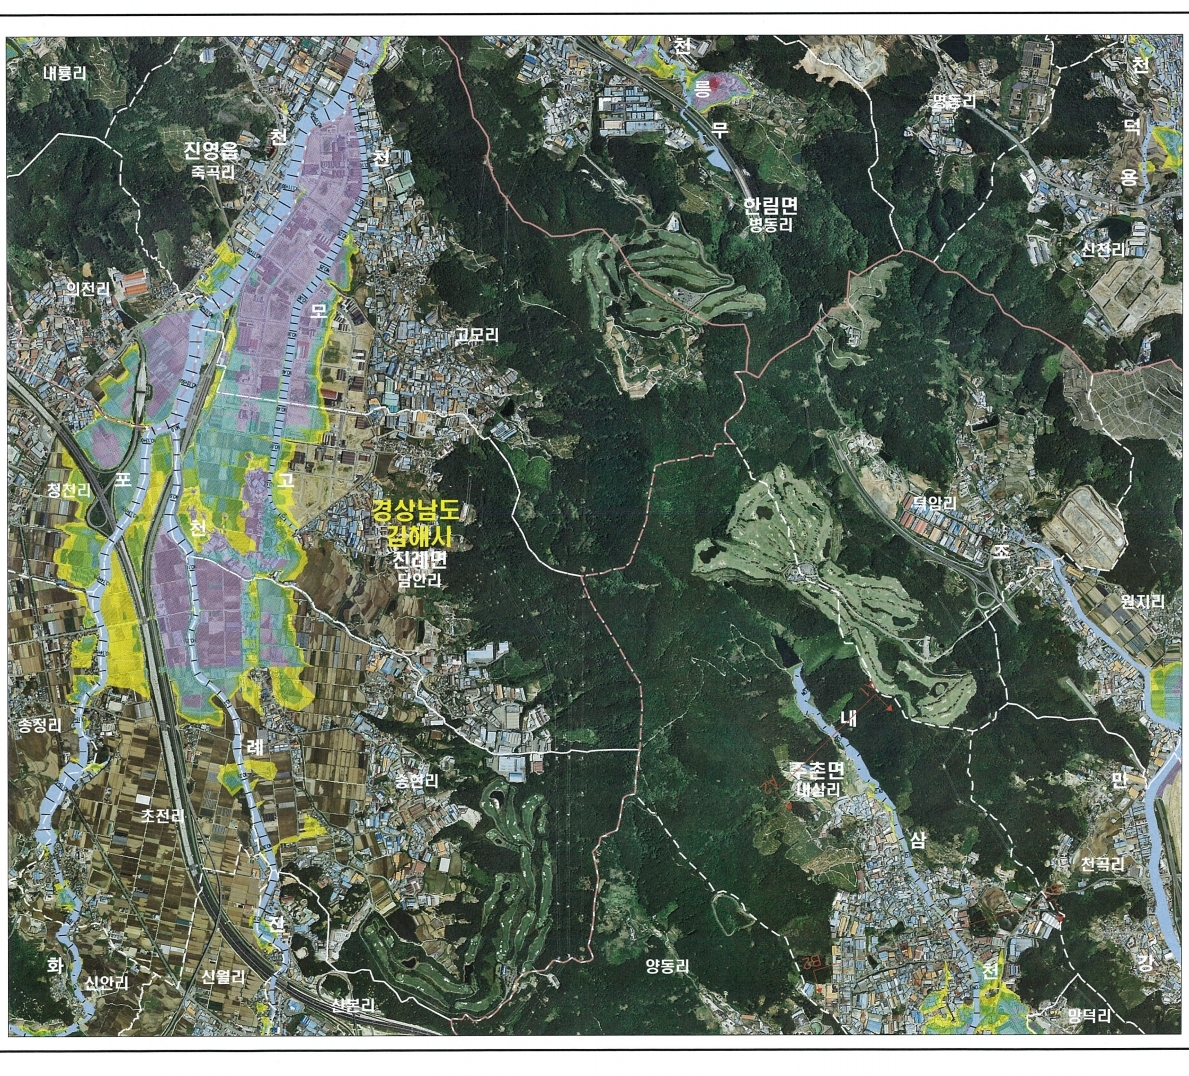 천
내룡리
천
릉
명동리
덕
천
무
진영읍
죽곡리
천
용
한림면
병동리
신천리
의전리
모
고모리
청천리
포
고
천
경상남도
김해시
진례면
담안리
덕암리
조
원지리
송정리
내
레
주촌면
내삼리
송현리
만
초전리
삼
천곡리
진
화
신안리
신월리
산본리
양동리
천
강
망덕리